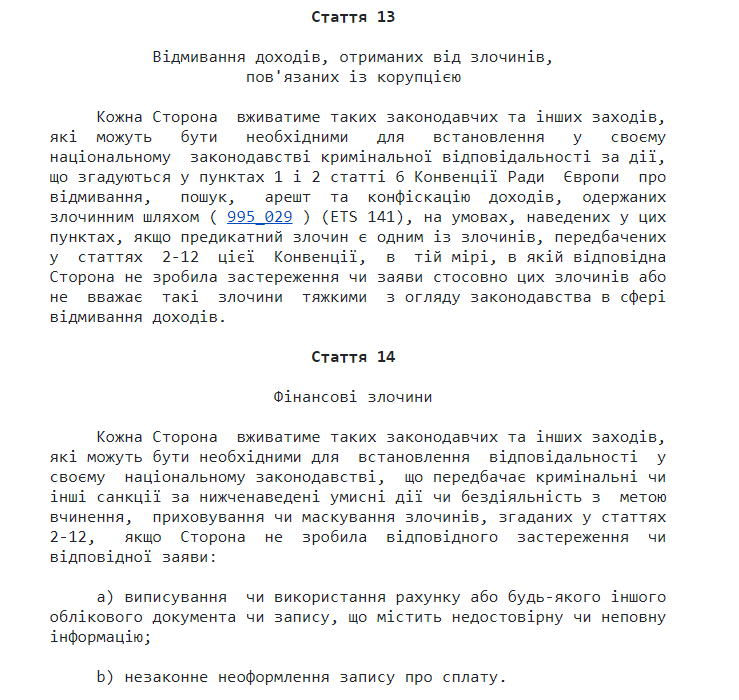 Стаття 13
Відмивання доходів, отриманих від злочинів,
пов'язаних із корупцією
Кожна Сторона вживатиме таких законодавчих та інших заходів,
які можуть бути необхідними для встановлення у своєму
національному законодавстві кримінальної відповідальності за дії,
що згадуються у пунктах 1 і 2 статті 6 Конвенції Ради Європи про
відмивання, пошук, арешт та конфіскацію доходів, одержаних
злочинним шляхом ( 995_029 ) (ETS 141), на умовах, наведених у цих
пунктах, якщо предикатний злочин є одним із злочинів, передбачених
у статтях 2-12 цієї Конвенції, в тій мірі, в якій відповідна
Сторона не зробила застереження чи заяви стосовно цих злочинів або
не вважає такі злочини тяжкими з огляду законодавства в сфері
відмивання доходів.
Стаття 14
Фінансові злочини
Кожна Сторона вживатиме таких законодавчих та інших заходів,
які можуть бути необхідними для встановлення відповідальності у
своєму національному законодавстві, що передбачає кримінальні чи
інші санкції за нижченаведені умисні дії чи бездіяльність з метою
вчинення, приховування чи маскування злочинів, згаданих у статтях
2-12, якщо Сторона не зробила відповідного застереження чи
відповідної заяви:
a) виписування чи використання рахунку або будь-якого іншого
облікового документа чи запису, що містить недостовірну чи неповну
інформацію;
b) незаконне неоформлення запису про сплату.